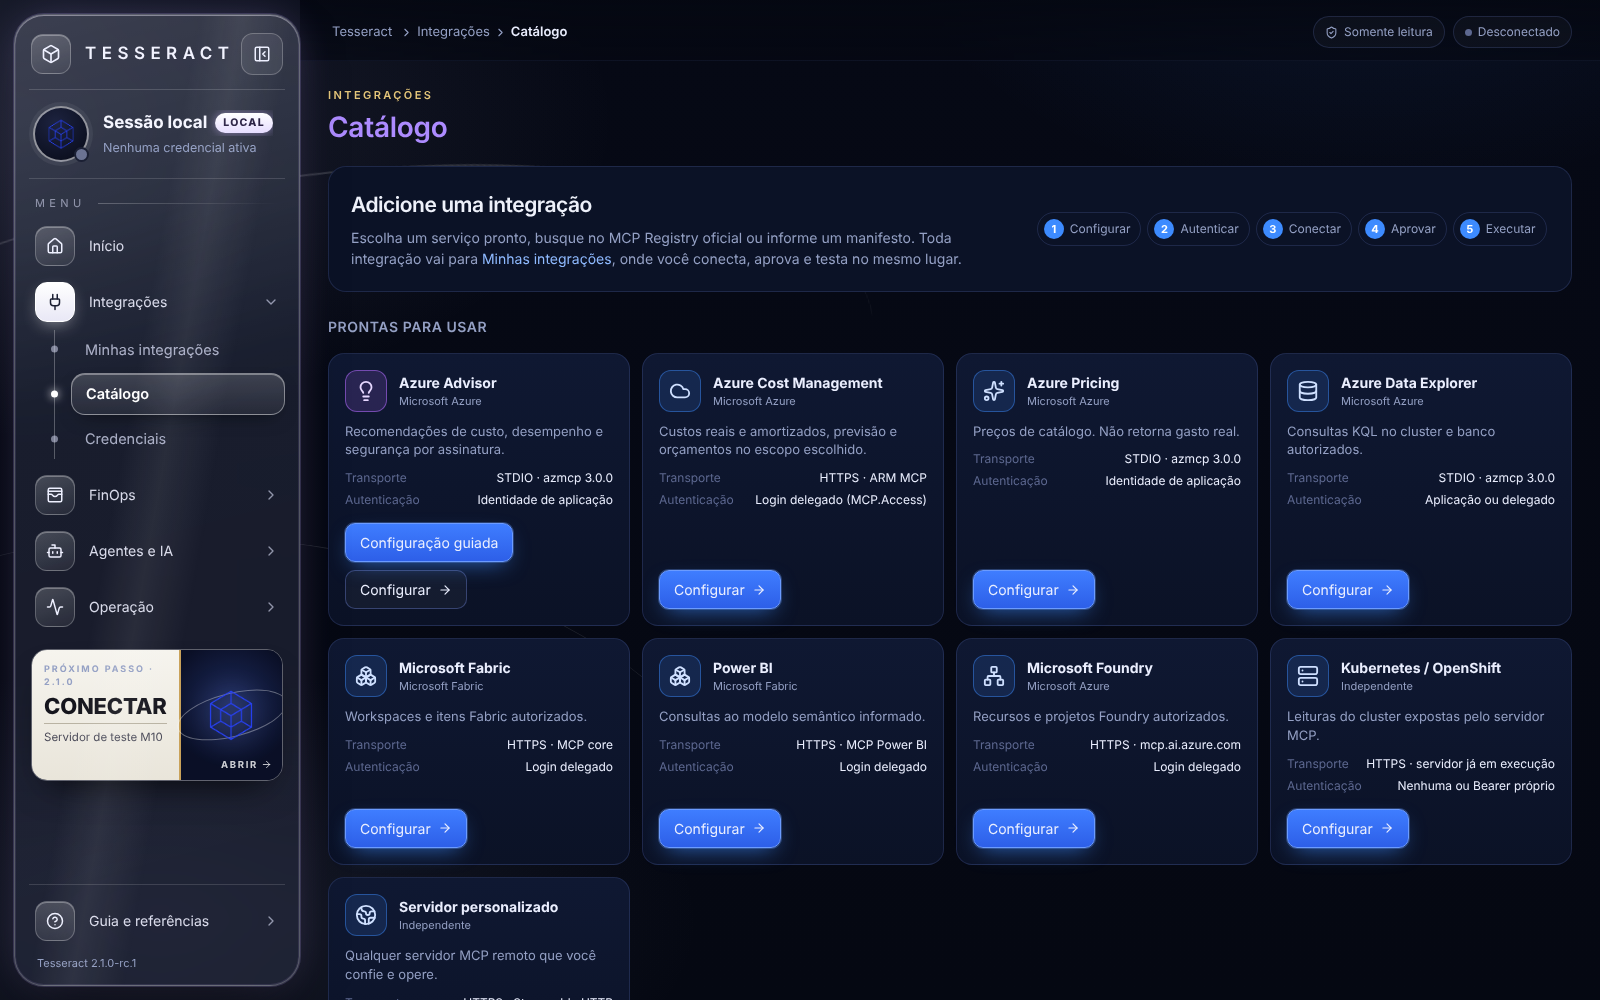 TESSERACT
Sessão local LOCAL
Nenhuma credencial ativa
MENU
Início
Integrações
Minhas integrações
Catálogo
Credenciais
FinOps
Agentes e IA
Operação
PRÓXIMO PASSO ·
2.1.0
CONECTAR
Servidor de teste M10
ABRIR →
Guia e referências
Tesseract 2.1.0-rc.1
Tesseract > Integrações > Catálogo
Somente leitura
Desconectado
INTEGRAÇÕES
Catálogo
Adicione uma integração
Escolha um serviço pronto, busque no MCP Registry oficial ou informe um manifesto. Toda
integração vai para Minhas integrações, onde você conecta, aprova e testa no mesmo lugar.
1 Configurar
2 Autenticar
3 Conectar
4 Aprovar
5 Executar
PRONTAS PARA USAR
Azure Advisor
Microsoft Azure
Recomendações de custo, desempenho e
segurança por assinatura.
Transporte STDIO · azmcp 3.0.0
Autenticação Identidade de aplicação
Configuração guiada
Configurar →
Azure Cost Management
Microsoft Azure
Custos reais e amortizados, previsão e
orçamentos no escopo escolhido.
Transporte HTTPS · ARM MCP
Autenticação Login delegado (MCP.Access)
Configurar →
Azure Pricing
Microsoft Azure
Preços de catálogo. Não retorna gasto real.
Transporte STDIO · azmcp 3.0.0
Autenticação Identidade de aplicação
Configurar →
Azure Data Explorer
Microsoft Azure
Consultas KQL no cluster e banco
autorizados.
Transporte STDIO · azmcp 3.0.0
Autenticação Aplicação ou delegado
Configurar →
Microsoft Fabric
Microsoft Fabric
Workspaces e itens Fabric autorizados.
Transporte HTTPS · MCP core
Autenticação Login delegado
Configurar →
Power BI
Microsoft Fabric
Consultas ao modelo semântico informado.
Transporte HTTPS · MCP Power BI
Autenticação Login delegado
Configurar →
Microsoft Foundry
Microsoft Azure
Recursos e projetos Foundry autorizados.
Transporte HTTPS · mcp.ai.azure.com
Autenticação Login delegado
Configurar →
Kubernetes / OpenShift
Independente
Leituras do cluster expostas pelo servidor
MCP.
Transporte HTTPS · servidor já em execução
Autenticação Nenhuma ou Bearer próprio
Configurar →
Servidor personalizado
Independente
Qualquer servidor MCP remoto que você
confie e opere.